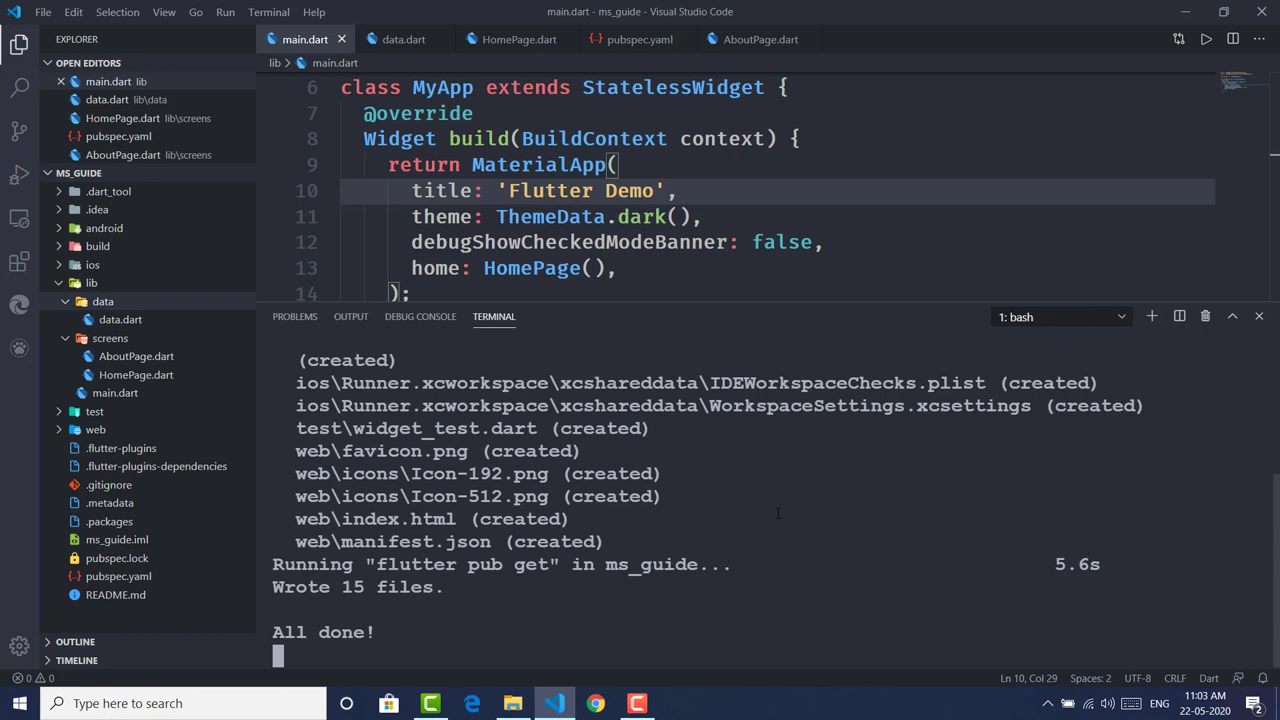 File Edit Selection View Go Run Terminal Help
main.dart - ms_guide - Visual Studio Code
EXPLORER
OPEN EDITORS
main.dart lib
data.dart lib\data
HomePage.dart lib\screens
pubspec.yaml
AboutPage.dart lib\screens
MS_GUIDE
.dart_tool
.idea
android
build
ios
lib
data
data.dart
screens
AboutPage.dart
HomePage.dart
main.dart
test
web
.flutter-plugins
.flutter-plugins-dependencies
.gitignore
.metadata
.packages
ms_guide.iml
pubspec.lock
pubspec.yaml
README.md
OUTLINE
TIMELINE
main.dart data.dart HomePage.dart pubspec.yaml AboutPage.dart
lib > main.dart
6 class MyApp extends StatelessWidget {
7 @override
8 Widget build(BuildContext context) {
9 return MaterialApp(
10 title: 'Flutter Demo',
11 theme: ThemeData.dark(),
12 debugShowCheckedModeBanner: false,
13 home: HomePage(),
14 );
PROBLEMS OUTPUT DEBUG CONSOLE TERMINAL 1: bash
(created)
ios\Runner.xcworkspace\xcshareddata\IDEWorkspaceChecks.plist (created)
ios\Runner.xcworkspace\xcshareddata\WorkspaceSettings.xcsettings (created)
test\widget_test.dart (created)
web\favicon.png (created)
web\icons\Icon-192.png (created)
web\icons\Icon-512.png (created)
web\index.html (created)
web\manifest.json (created)
Running "flutter pub get" in ms_guide... 5.6s
Wrote 15 files.
All done!
0 0 Ln 10, Col 29 Spaces: 2 UTF-8 CRLF Dart
Type here to search
ENG
11:03 AM
22-05-2020
2